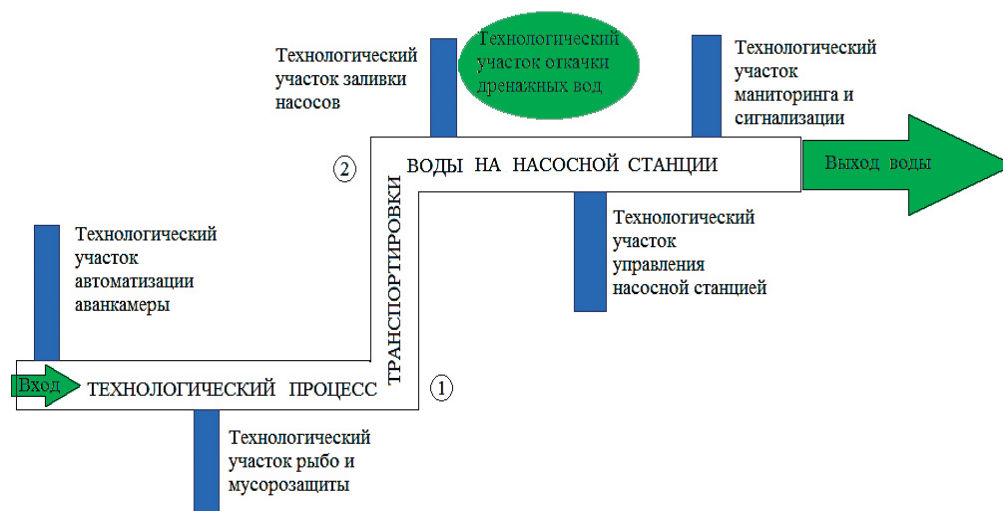 Технологический
участок заливки
насосов
Технологический
участок откачки
дренажных вод
Технологический
участок
маниторинга и
сигнализации
2
ВОДЫ НА НАСОСНОЙ СТАНЦИИ
Выход воды
ТРАНСПОРТИРОВКИ
Технологический
участок
автоматизации
аванкамеры
Технологический
участок
управления
насосной станцией
Вход
ТЕХНОЛОГИЧЕСКИЙ ПРОЦЕСС
1
Технологический
участок рыбо и
мусорозащиты